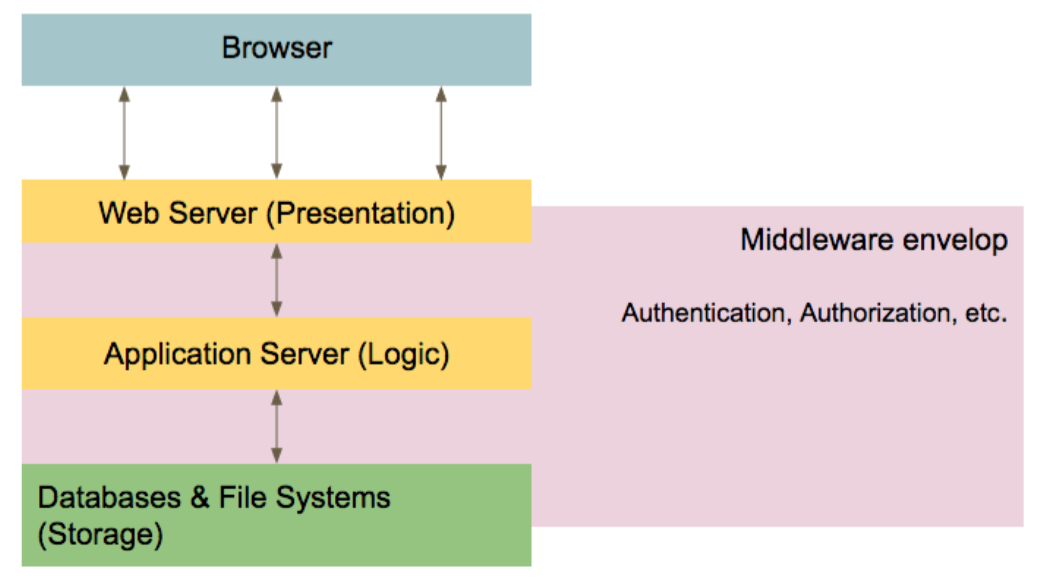 Browser
Web Server (Presentation)
Middleware envelop
Authentication, Authorization, etc.
Application Server (Logic)
Databases & File Systems
(Storage)